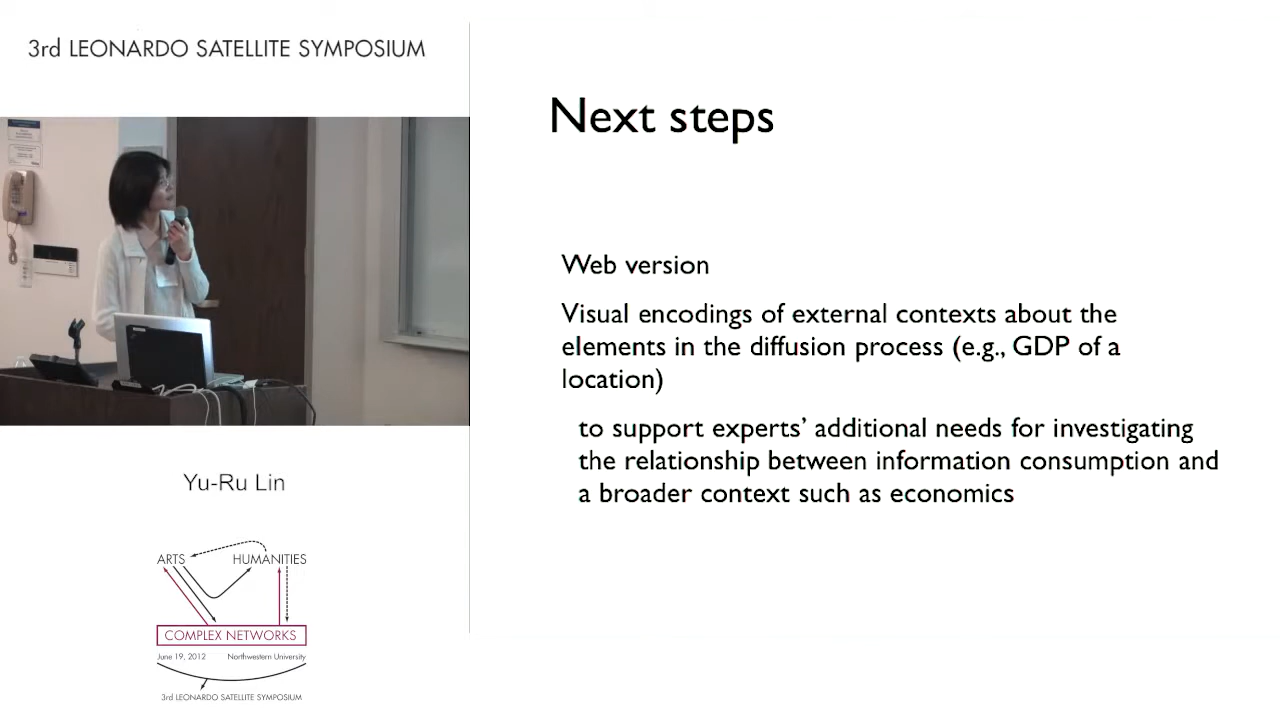 3rd LEONARDO SATELLITE SYMPOSIUM
Next steps
Web version
Visual encodings of external contexts about the
elements in the diffusion process (e.g., GDP of a
location)
to support experts’ additional needs for investigating
the relationship between information consumption and
a broader context such as economics
Yu-Ru Lin
ARTS HUMANITIES
COMPLEX NETWORKS
June 19, 2012 Northwestern University
3rd LEONARDO SATELLITE SYMPOSIUM